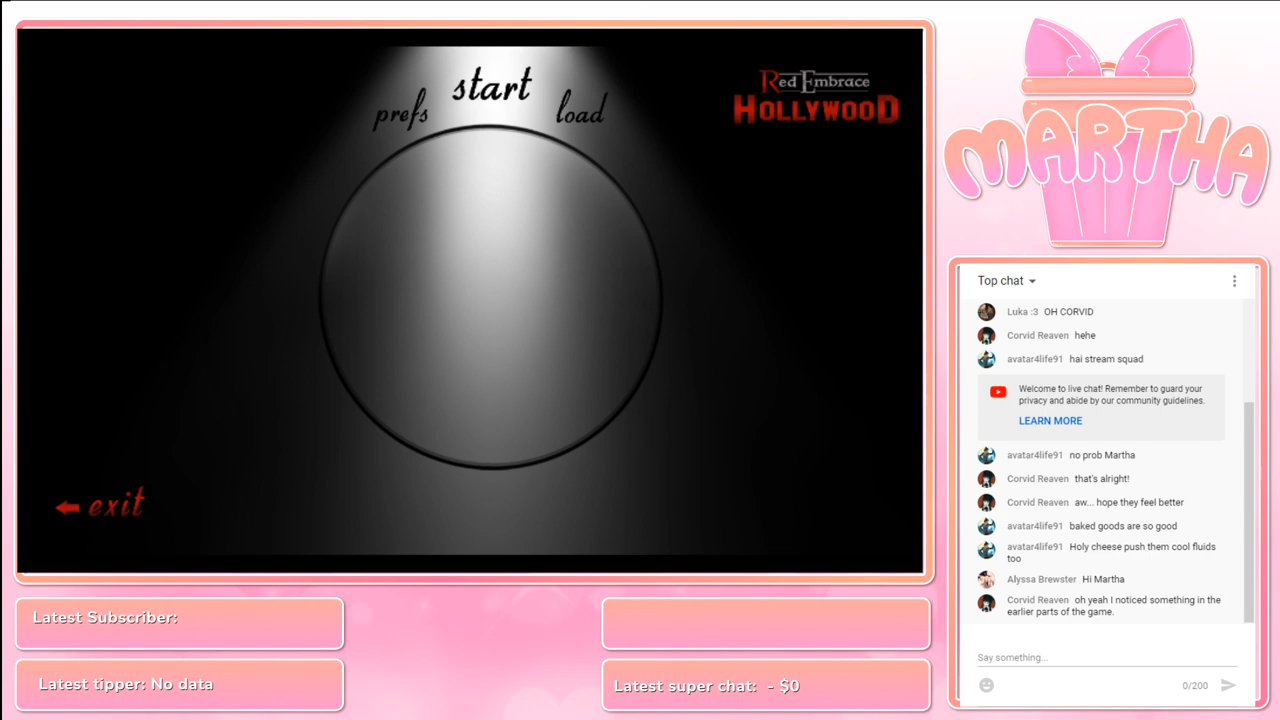 start
prefs
load
Red Embrace
HOLLYWOOD
exit
MARTHA
Top chat
Luka :3 OH CORVID
Corvid Reaven hehe
avatar4life91 hai stream squad
Welcome to live chat! Remember to guard your
privacy and abide by our community guidelines.
LEARN MORE
avatar4life91 no prob Martha
Corvid Reaven that's alright!
Corvid Reaven aw... hope they feel better
avatar4life91 baked goods are so good
avatar4life91 Holy cheese push them cool fluids
too
Alyssa Brewster Hi Martha
Corvid Reaven oh yeah I noticed something in the
earlier parts of the game.
Say something...
0/200
Latest Subscriber:
Latest tipper: No data
Latest super chat: - $0